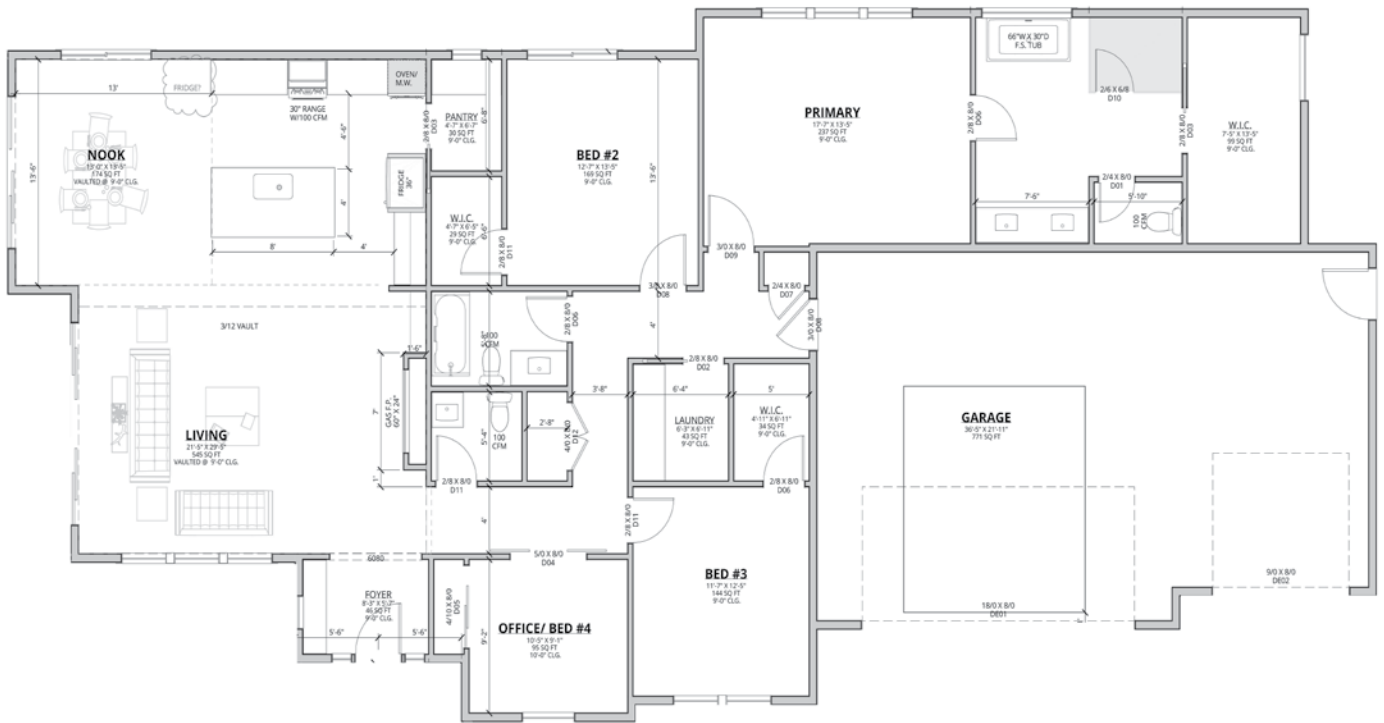 66"W X 30"D
F.S. TUB
OVEN/
M.W.
13'
FRIDGE?
30" RANGE
W/100 CFM
2/6 X 6/8
D10
PRIMARY
17'-7" X 13'-5"
237 SQ FT
9'-0" CLG.
2/8 X 8/0
D06
2/8 X 8/0
D03
W.I.C.
7'-5" X 13'-5"
99 SQ FT
9'-0" CLG.
4'-6"
2/8 X 8/0
D03
PANTRY
4'-7" X 6'-7"
30 SQ FT
9'-0" CLG.
6'-8"
NOOK
13'-0" X 13'-5"
174 SQ FT
VAULTED @ 9'-0" CLG.
13'-6"
BED #2
12'-7" X 13'-5"
169 SQ FT
9'-0" CLG.
13'-6"
FRIDGE
36"
4'
8'
4'
W.I.C.
4'-7" X 6'-5"
29 SQ FT
9'-0" CLG.
6'-6"
2/8 X 8/0
D11
2/4 X 8/0
D01
7'-6"
5'-10"
100
CFM
3/0 X 8/0
D09
D08
2/4 X 8/0
D07
3/0 X 8/0
D08
3/12 VAULT
100
CFM
2/8 X 8/0
D06
4'
1'-6"
2/8 X 8/0
D02
7'
GAS F.P.
60" X 24"
3'-8"
6'-4"
5'
LIVING
21'-5" X 29'-5"
545 SQ FT
VAULTED @ 9'-0" CLG.
5'-4"
100
CFM
2'-8"
4/0 X 8/0
D12
LAUNDRY
6'-3" X 6'-11"
43 SQ FT
9'-0" CLG.
W.I.C.
4'-11" X 6'-11"
34 SQ FT
9'-0" CLG.
GARAGE
36'-5" X 21'-11"
771 SQ FT
1'
2/8 X 8/0
D11
2/8 X 8/0
D06
4'
2/8 X 8/0
D11
6080
5/0 X 8/0
D04
BED #3
11'-7" X 12'-5"
144 SQ FT
9'-0" CLG.
9/0 X 8/0
DE02
FOYER
8'-3" X 5'-2"
46 SQ FT
9'-0" CLG.
5'-6"
5'-6"
4/10 X 8/0
D05
9'-2"
OFFICE/ BED #4
10'-5" X 9'-1"
95 SQ FT
10'-0" CLG.
18/0 X 8/0
DE01